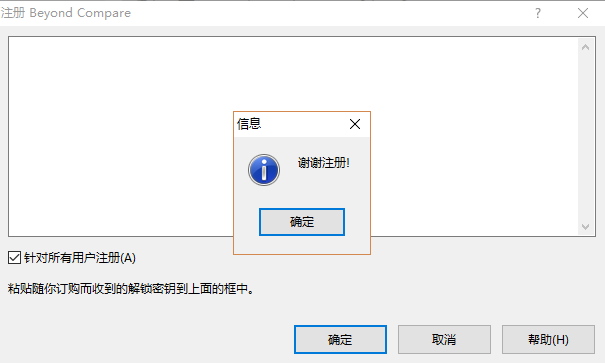 注册 Beyond Compare
信息
谢谢注册!
确定
针对所有用户注册(A)
粘贴随你订购而收到的解锁密钥到上面的框中。
确定
取消
帮助(H)